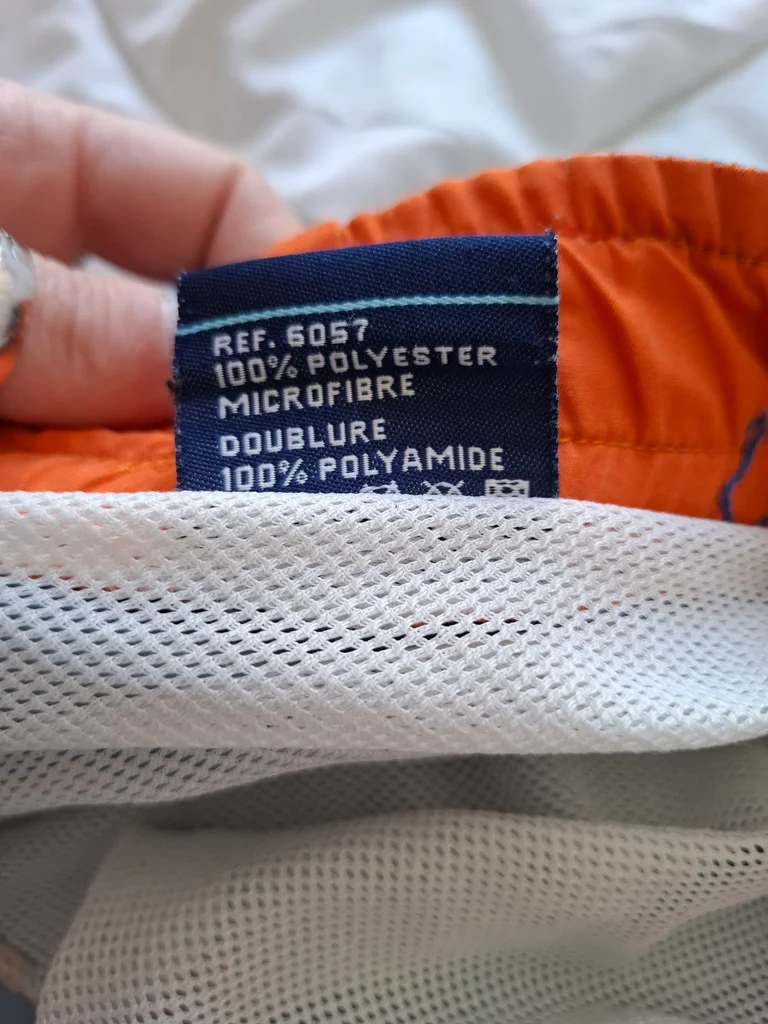 REF. 6057
100% POLYESTER
MICROFIBRE
DOUBLURE
100% POLYAMIDE